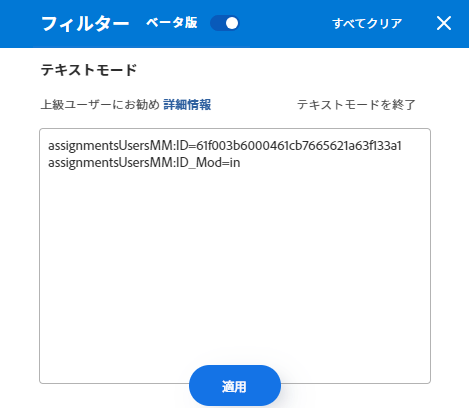 フィルター ベータ版 すべてクリア
テキストモード
上級ユーザーにお勧め 詳細情報 テキストモードを終了
assignmentsUsersMM:ID=61f003b6000461cb7665621a63f133a1
assignmentsUsersMM:ID_Mod=in
適用